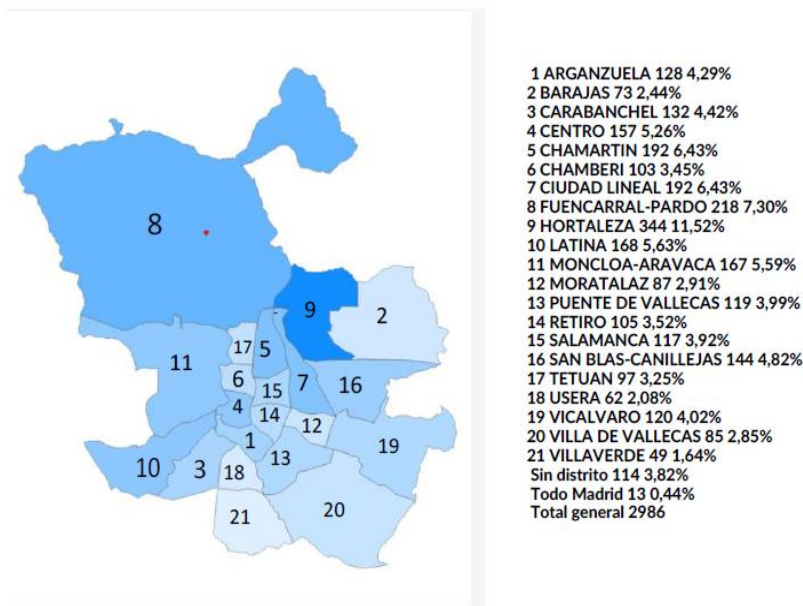 8
9
2
11
17
5
6
15
7
16
4
14
12
1
19
10
3
18
13
21
20
1 ARGANZUELA 128 4,29%
2 BARAJAS 73 2,44%
3 CARABANCHEL 132 4,42%
4 CENTRO 157 5,26%
5 CHAMARTIN 192 6,43%
6 CHAMBERI 103 3,45%
7 CIUDAD LINEAL 192 6,43%
8 FUENCARRAL-PARDO 218 7,30%
9 HORTALEZA 344 11,52%
10 LATINA 168 5,63%
11 MONCLOA-ARAVACA 167 5,59%
12 MORATALAZ 87 2,91%
13 PUENTE DE VALLECAS 119 3,99%
14 RETIRO 105 3,52%
15 SALAMANCA 117 3,92%
16 SAN BLAS-CANILLEJAS 144 4,82%
17 TETUAN 97 3,25%
18 USERA 62 2,08%
19 VICALVARO 120 4,02%
20 VILLA DE VALLECAS 85 2,85%
21 VILLAVERDE 49 1,64%
Sin distrito 114 3,82%
Todo Madrid 13 0,44%
Total general 2986